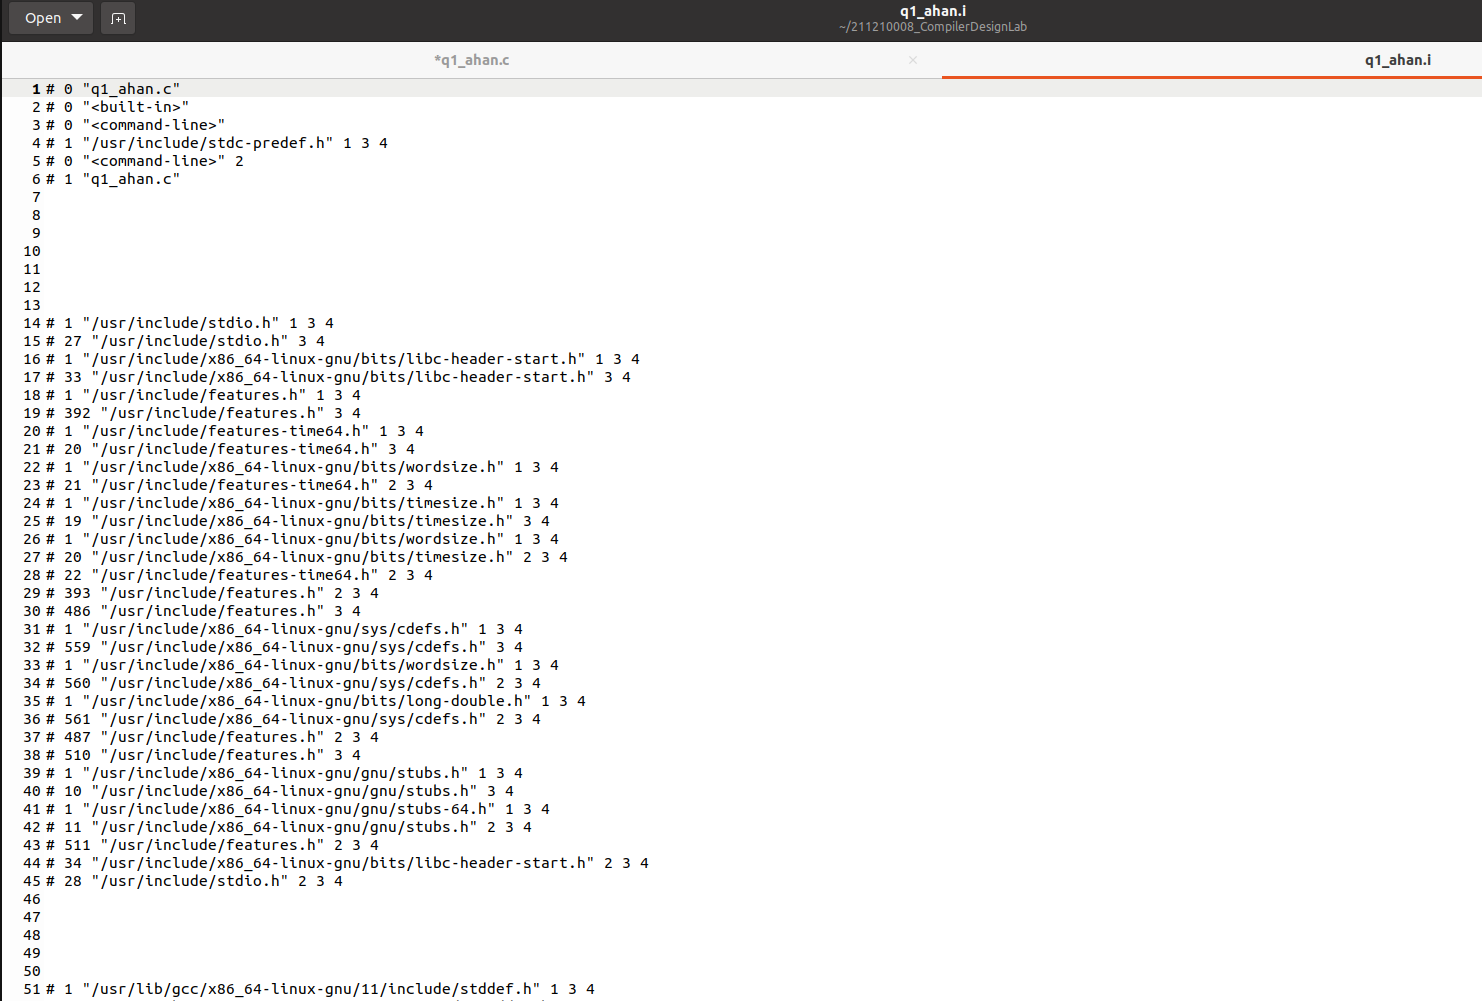 Open
q1_ahan.i
~/211210008_CompilerDesignLab
*q1_ahan.c
q1_ahan.i
1 # 0 "q1_ahan.c"
2 # 0 "<built-in>"
3 # 0 "<command-line>"
4 # 1 "/usr/include/stdc-predef.h" 1 3 4
5 # 0 "<command-line>" 2
6 # 1 "q1_ahan.c"
7
8
9
10
11
12
13
14 # 1 "/usr/include/stdio.h" 1 3 4
15 # 27 "/usr/include/stdio.h" 3 4
16 # 1 "/usr/include/x86_64-linux-gnu/bits/libc-header-start.h" 1 3 4
17 # 33 "/usr/include/x86_64-linux-gnu/bits/libc-header-start.h" 3 4
18 # 1 "/usr/include/features.h" 1 3 4
19 # 392 "/usr/include/features.h" 3 4
20 # 1 "/usr/include/features-time64.h" 1 3 4
21 # 20 "/usr/include/features-time64.h" 3 4
22 # 1 "/usr/include/x86_64-linux-gnu/bits/wordsize.h" 1 3 4
23 # 21 "/usr/include/features-time64.h" 2 3 4
24 # 1 "/usr/include/x86_64-linux-gnu/bits/timesize.h" 1 3 4
25 # 19 "/usr/include/x86_64-linux-gnu/bits/timesize.h" 3 4
26 # 1 "/usr/include/x86_64-linux-gnu/bits/wordsize.h" 1 3 4
27 # 20 "/usr/include/x86_64-linux-gnu/bits/timesize.h" 2 3 4
28 # 22 "/usr/include/features-time64.h" 2 3 4
29 # 393 "/usr/include/features.h" 2 3 4
30 # 486 "/usr/include/features.h" 3 4
31 # 1 "/usr/include/x86_64-linux-gnu/sys/cdefs.h" 1 3 4
32 # 559 "/usr/include/x86_64-linux-gnu/sys/cdefs.h" 3 4
33 # 1 "/usr/include/x86_64-linux-gnu/bits/wordsize.h" 1 3 4
34 # 560 "/usr/include/x86_64-linux-gnu/sys/cdefs.h" 2 3 4
35 # 1 "/usr/include/x86_64-linux-gnu/bits/long-double.h" 1 3 4
36 # 561 "/usr/include/x86_64-linux-gnu/sys/cdefs.h" 2 3 4
37 # 487 "/usr/include/features.h" 2 3 4
38 # 510 "/usr/include/features.h" 3 4
39 # 1 "/usr/include/x86_64-linux-gnu/gnu/stubs.h" 1 3 4
40 # 10 "/usr/include/x86_64-linux-gnu/gnu/stubs.h" 3 4
41 # 1 "/usr/include/x86_64-linux-gnu/gnu/stubs-64.h" 1 3 4
42 # 11 "/usr/include/x86_64-linux-gnu/gnu/stubs.h" 2 3 4
43 # 511 "/usr/include/features.h" 2 3 4
44 # 34 "/usr/include/x86_64-linux-gnu/bits/libc-header-start.h" 2 3 4
45 # 28 "/usr/include/stdio.h" 2 3 4
46
47
48
49
50
51 # 1 "/usr/lib/gcc/x86_64-linux-gnu/11/include/stddef.h" 1 3 4